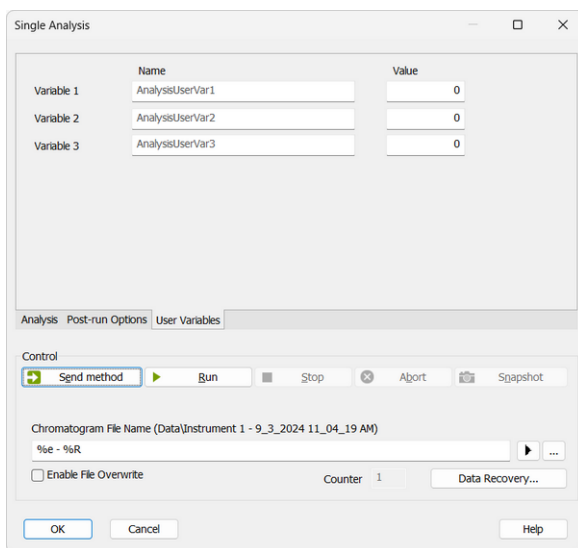 Single Analysis
Name Value
Variable 1 AnalysisUserVar1 0
Variable 2 AnalysisUserVar2 0
Variable 3 AnalysisUserVar3 0
Analysis Post-run Options User Variables
Control
Send method Run Stop Abort Snapshot
Chromatogram File Name (Data\Instrument 1 - 9_3_2024 11_04_19 AM)
%e - %R ...
Enable File Overwrite Counter 1 Data Recovery...
OK Cancel Help